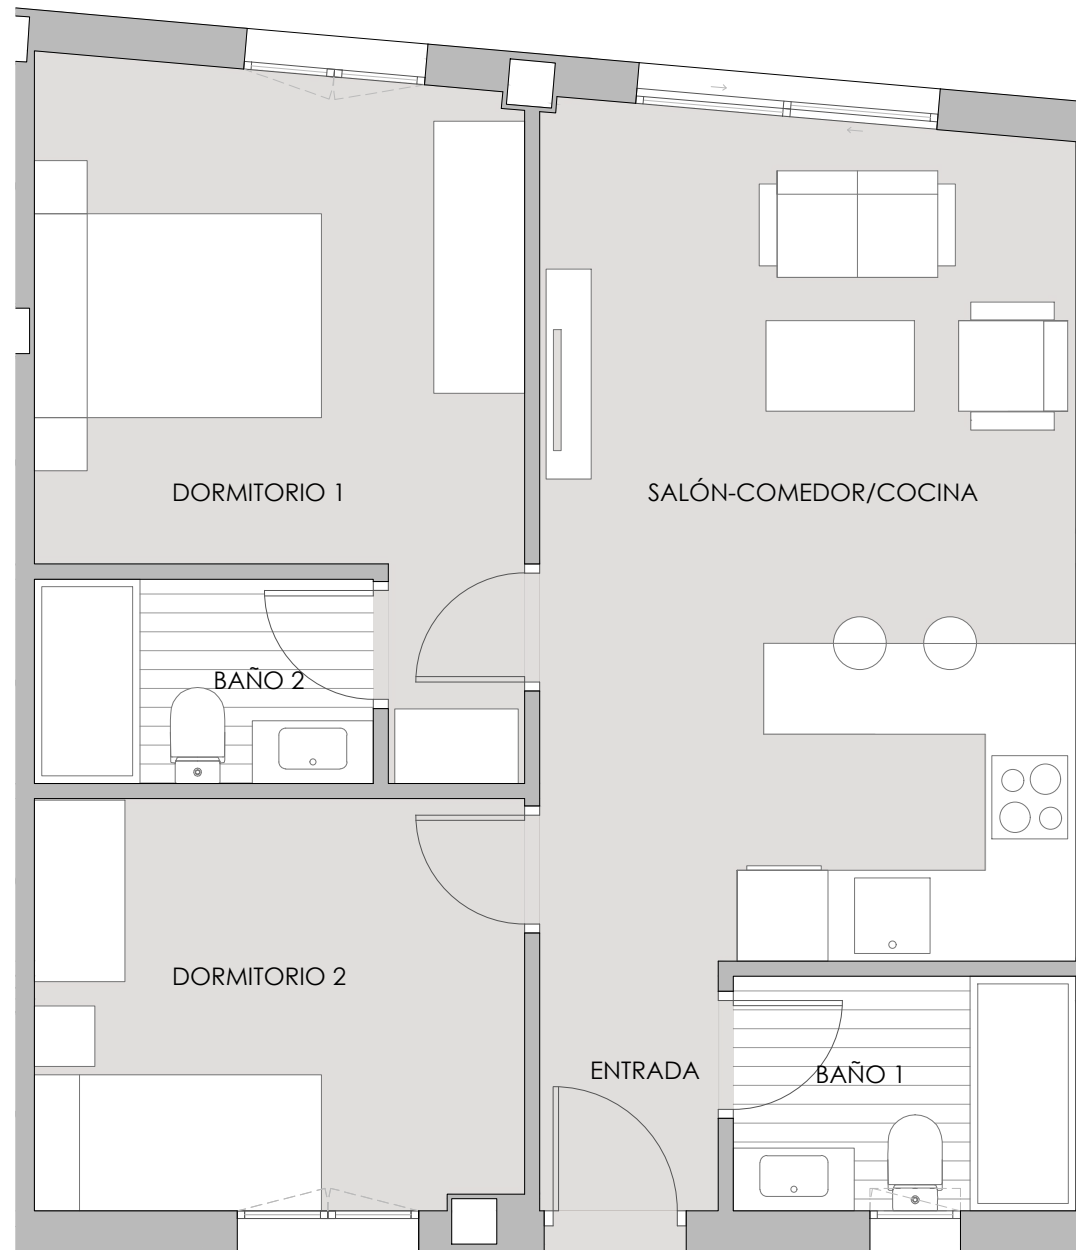 DORMITORIO 1
SALÓN-COMEDOR/COCINA
BAÑO 2
DORMITORIO 2
ENTRADA
BAÑO 1